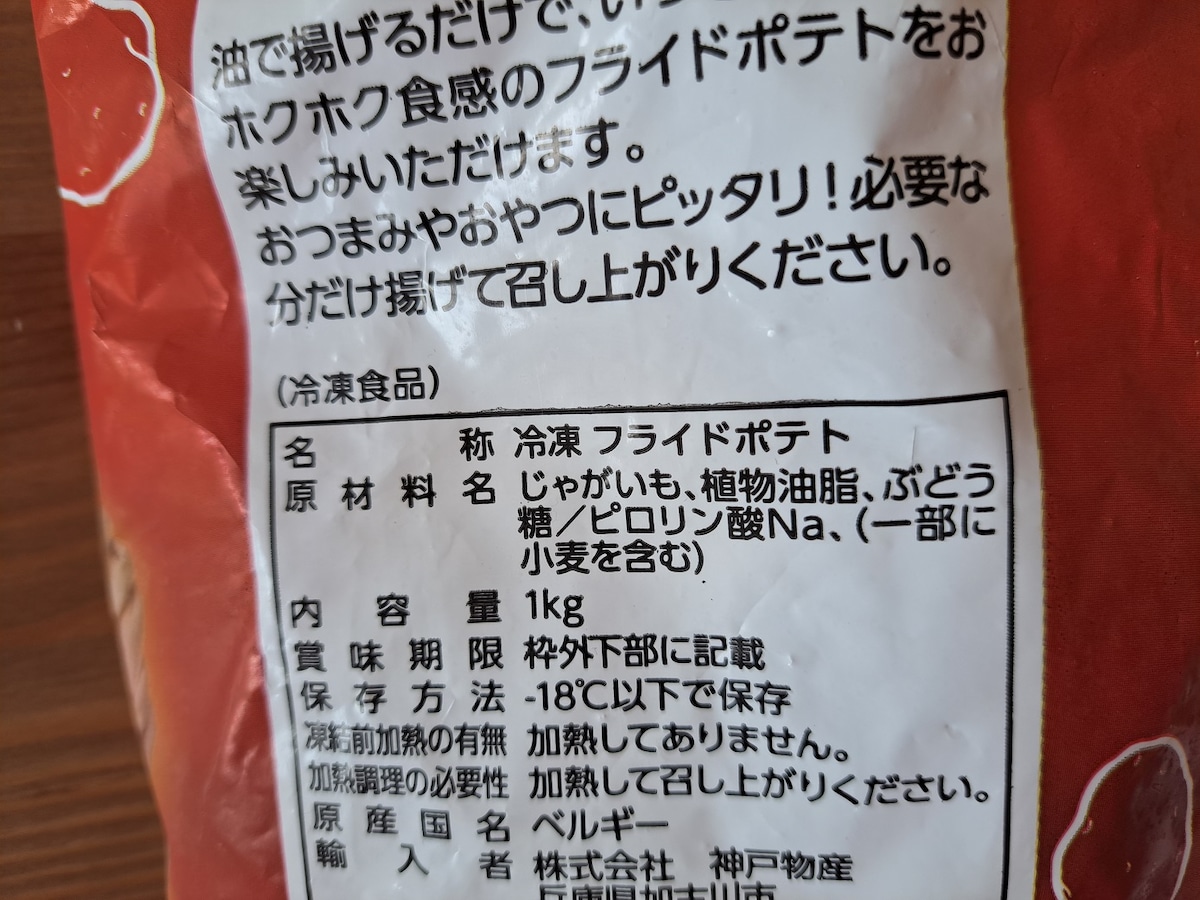 油で揚げるだけで、
ホクホク食感のフライドポテトをお
楽しみいただけます。
おつまみやおやつにピッタリ！必要な
分だけ揚げて召し上がりください。
（冷凍食品）
名称 冷凍 フライドポテト
原材料名 じゃがいも、植物油脂、ぶどう
糖／ピロリン酸Na、（一部に
小麦を含む）
内容量 1kg
賞味期限 枠外下部に記載
保存方法 -18℃以下で保存
凍結前加熱の有無 加熱してありません。
加熱調理の必要性 加熱して召し上がりください。
原産国名 ベルギー
輸入者 株式会社 神戸物産
兵庫県加古川市